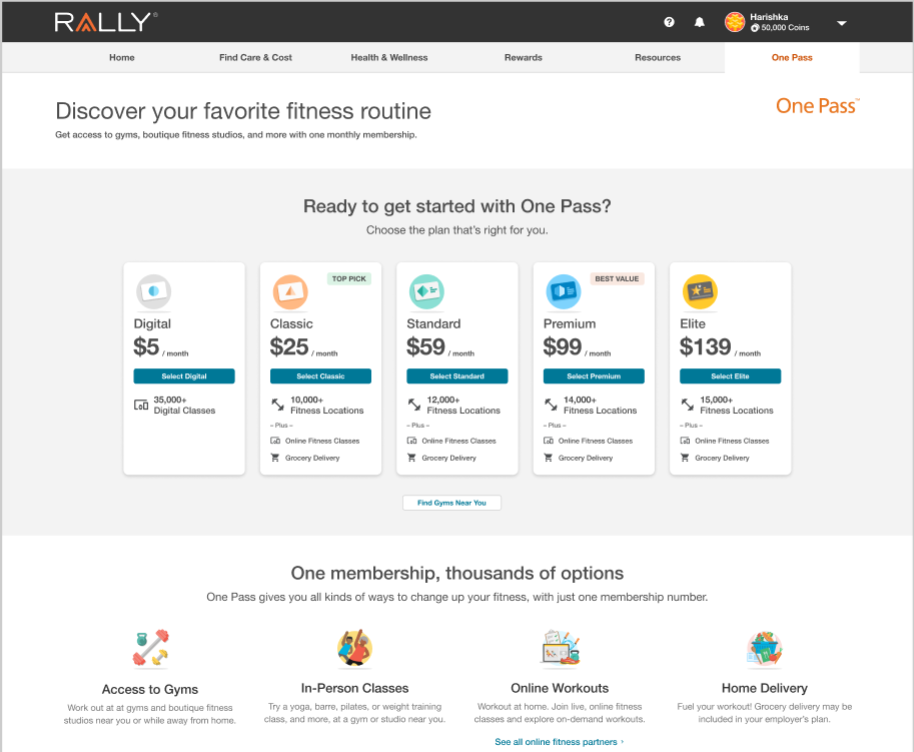 RALLY®
Harishka
50,000 Coins
Home
Find Care & Cost
Health & Wellness
Rewards
Resources
One Pass
Discover your favorite fitness routine
Get access to gyms, boutique fitness studios, and more with one monthly membership.
One Pass™
Ready to get started with One Pass?
Choose the plan that's right for you.
Digital
$5 / month
Select Digital
35,000+
Digital Classes
TOP PICK
Classic
$25 / month
Select Classic
10,000+
Fitness Locations
– Plus –
Online Fitness Classes
Grocery Delivery
Standard
$59 / month
Select Standard
12,000+
Fitness Locations
– Plus –
Online Fitness Classes
Grocery Delivery
BEST VALUE
Premium
$99 / month
Select Premium
14,000+
Fitness Locations
– Plus –
Online Fitness Classes
Grocery Delivery
Elite
$139 / month
Select Elite
15,000+
Fitness Locations
– Plus –
Online Fitness Classes
Grocery Delivery
Find Gyms Near You
One membership, thousands of options
One Pass gives you all kinds of ways to change up your fitness, with just one membership number.
Access to Gyms
Work out at at gyms and boutique fitness
studios near you or while away from home.
In-Person Classes
Try a yoga, barre, pilates, or weight training
class, and more, at a gym or studio near you.
Online Workouts
Workout at home. Join live, online fitness
classes and explore on-demand workouts.
See all online fitness partners ›
Home Delivery
Fuel your workout! Grocery delivery may be
included in your employer's plan.